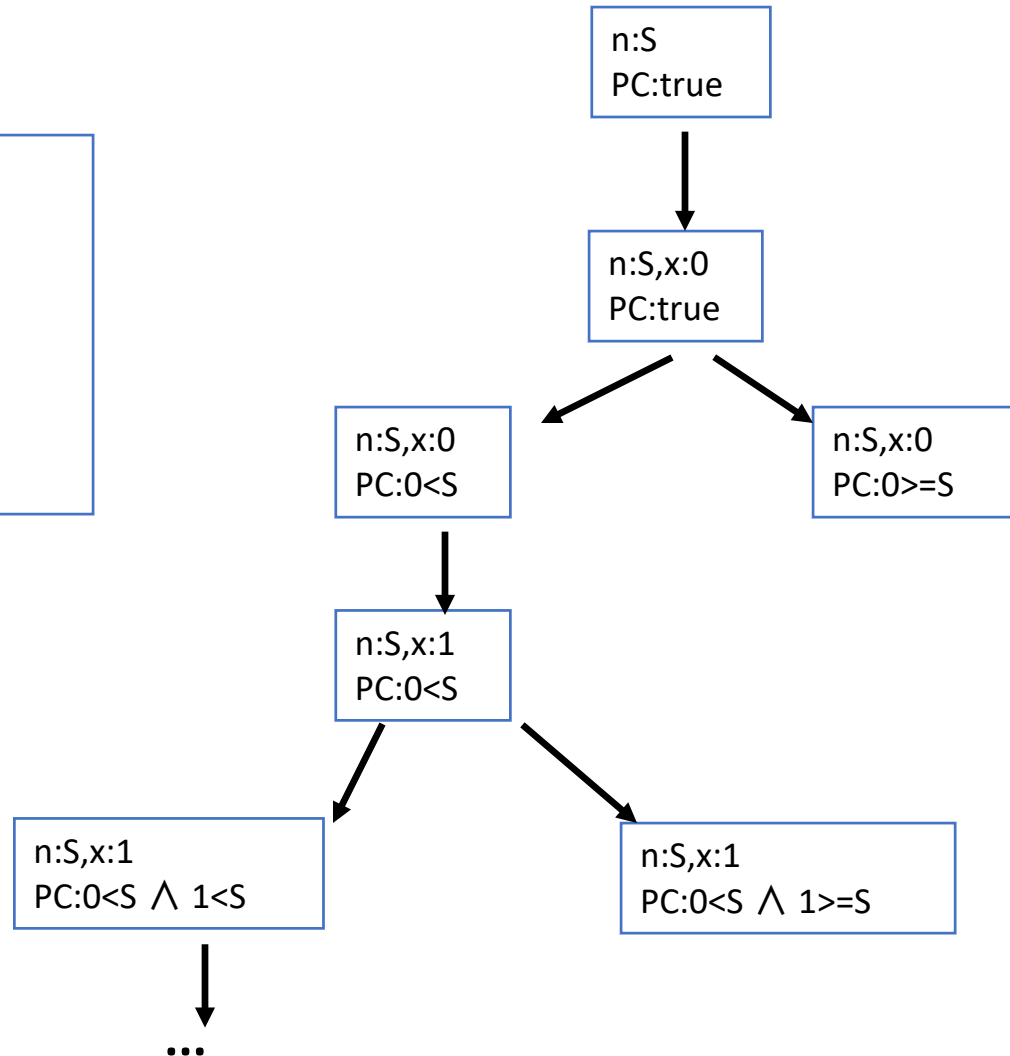 n:S
PC:true
n:S,x:0
PC:true
n:S,x:0
PC:0<S
n:S,x:0
PC:0>=S
n:S,x:1
PC:0<S
n:S,x:1
PC:0<S ∧ 1<S
n:S,x:1
PC:0<S ∧ 1>=S
...